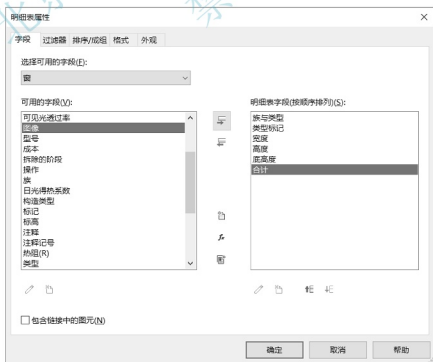 明细表属性
字段 过滤器 排序/成组 格式 外观
选择可用的字段(F):
窗
可用的字段(V):
可见光透过率
图像
型号
成本
拆除的阶段
操作
族
日光得热系数
构造类型
标记
标高
注释
注释记号
热阻(R)
类型
明细表字段(按顺序排列)(S):
族与类型
类型标记
宽度
高度
底高度
合计
包含链接中的图元(N)
确定 取消 帮助